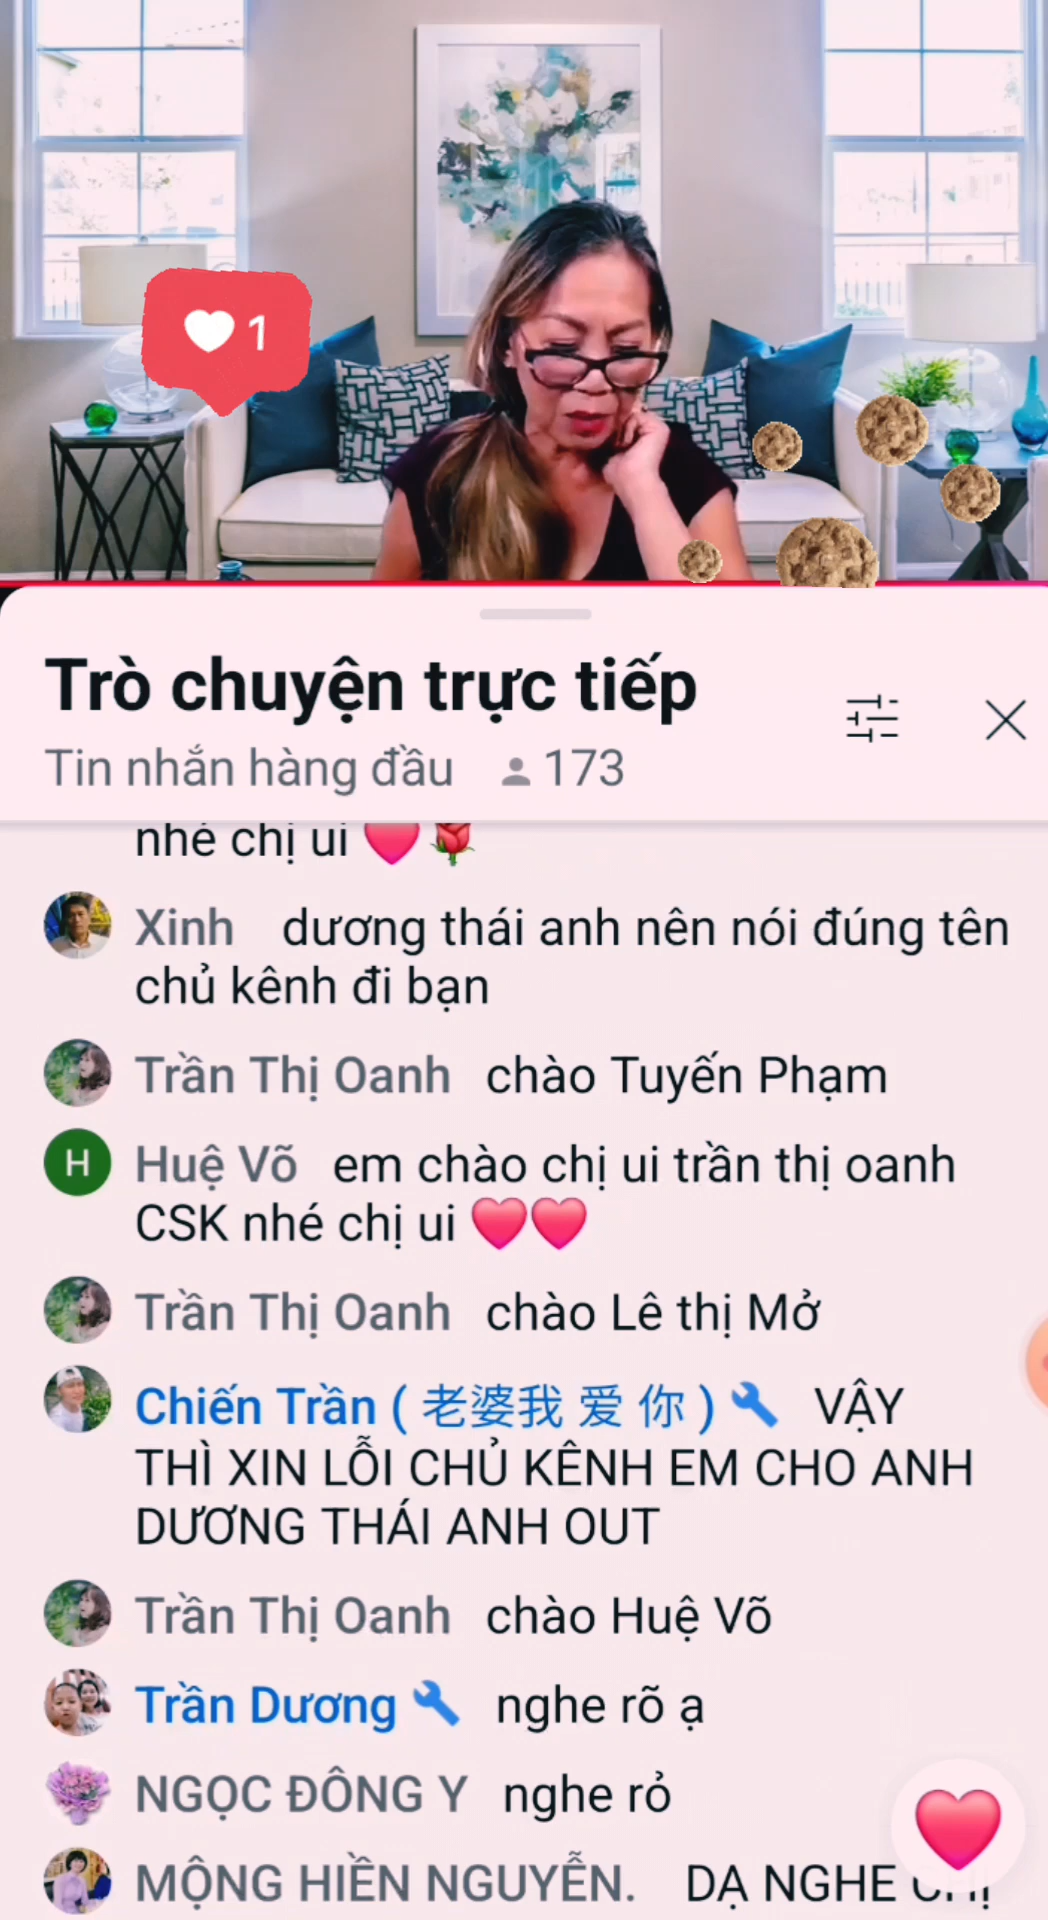 1
Trò chuyện trực tiếp
Tin nhắn hàng đầu 173
nhé chị ui
Xinh dương thái anh nên nói đúng tên
chủ kênh đi bạn
Trần Thị Oanh chào Tuyến Phạm
H Huệ Võ em chào chị ui trần thị oanh
CSK nhé chị ui
Trần Thị Oanh chào Lê thị Mở
Chiến Trần ( 老婆我 爱 你 ) VẬY
THÌ XIN LỖI CHỦ KÊNH EM CHO ANH
DƯƠNG THÁI ANH OUT
Trần Thị Oanh chào Huệ Võ
Trần Dương nghe rõ ạ
NGỌC ĐÔNG Y nghe rỏ
MỘNG HIỀN NGUYỄN. DẠ NGHE